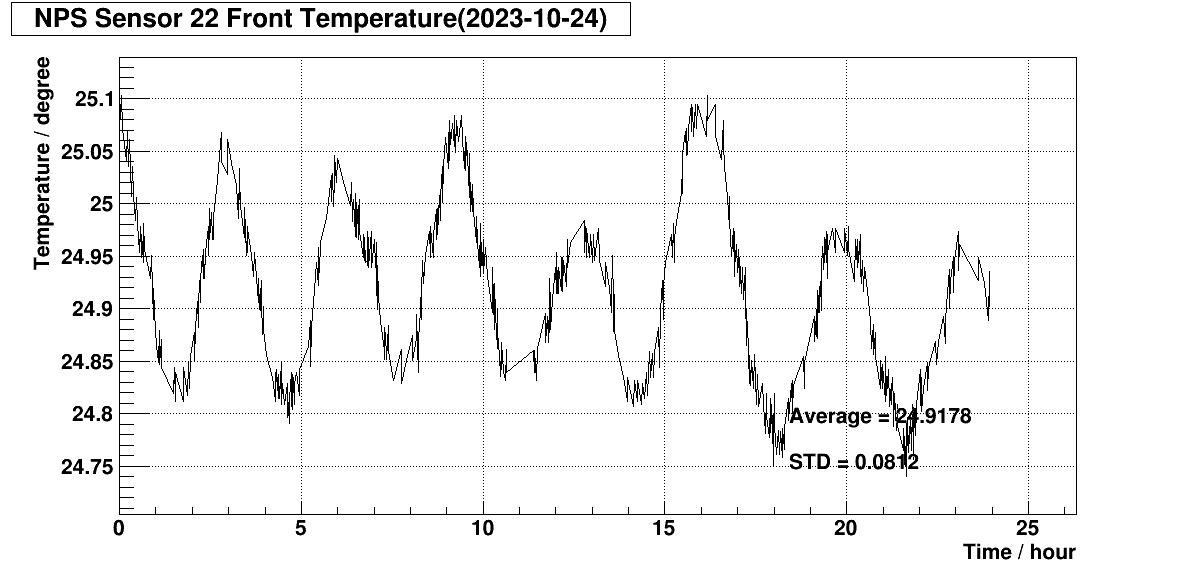 NPS Sensor 22 Front Temperature(2023-10-24)
Temperature / degree
25.1
25.05
25
24.95
24.9
24.85
24.8
24.75
Average = 24.9178
STD = 0.0812
0 5 10 15 20 25
Time / hour